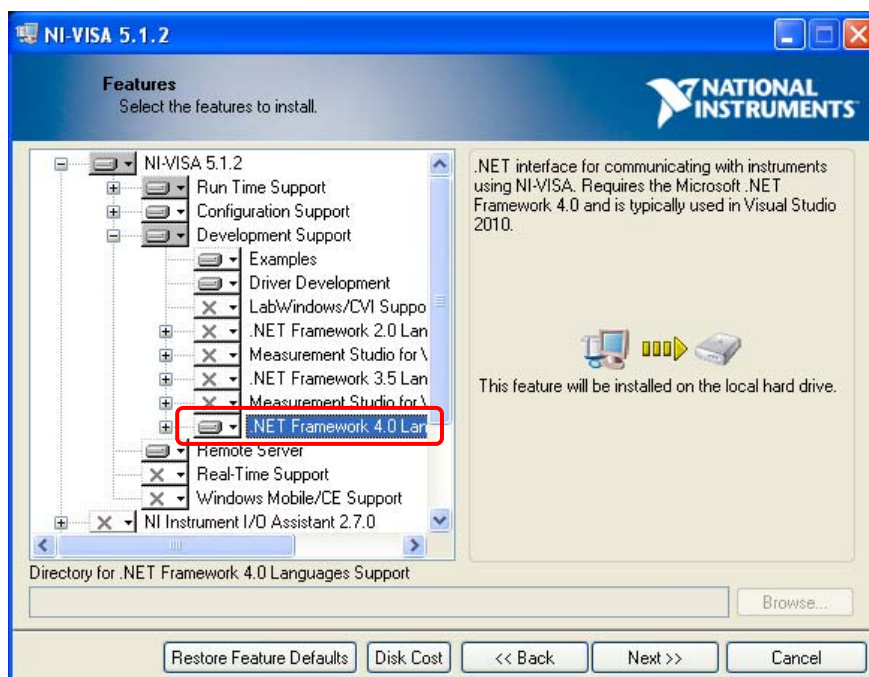 NI-VISA 5.1.2
Features
Select the features to install.
NATIONAL
INSTRUMENTS
NI-VISA 5.1.2
Run Time Support
Configuration Support
Development Support
Examples
Driver Development
LabWindows/CVI Suppo
.NET Framework 2.0 Lan
Measurement Studio for \
.NET Framework 3.5 Lan
Measurement Studio for \
.NET Framework 4.0 Lan
Remote Server
Real-Time Support
Windows Mobile/CE Support
NI Instrument I/O Assistant 2.7.0
.NET interface for communicating with instruments
using NI-VISA. Requires the Microsoft .NET
Framework 4.0 and is typically used in Visual Studio
2010.
This feature will be installed on the local hard drive.
Directory for .NET Framework 4.0 Languages Support
Browse...
Restore Feature Defaults
Disk Cost
<< Back
Next >>
Cancel